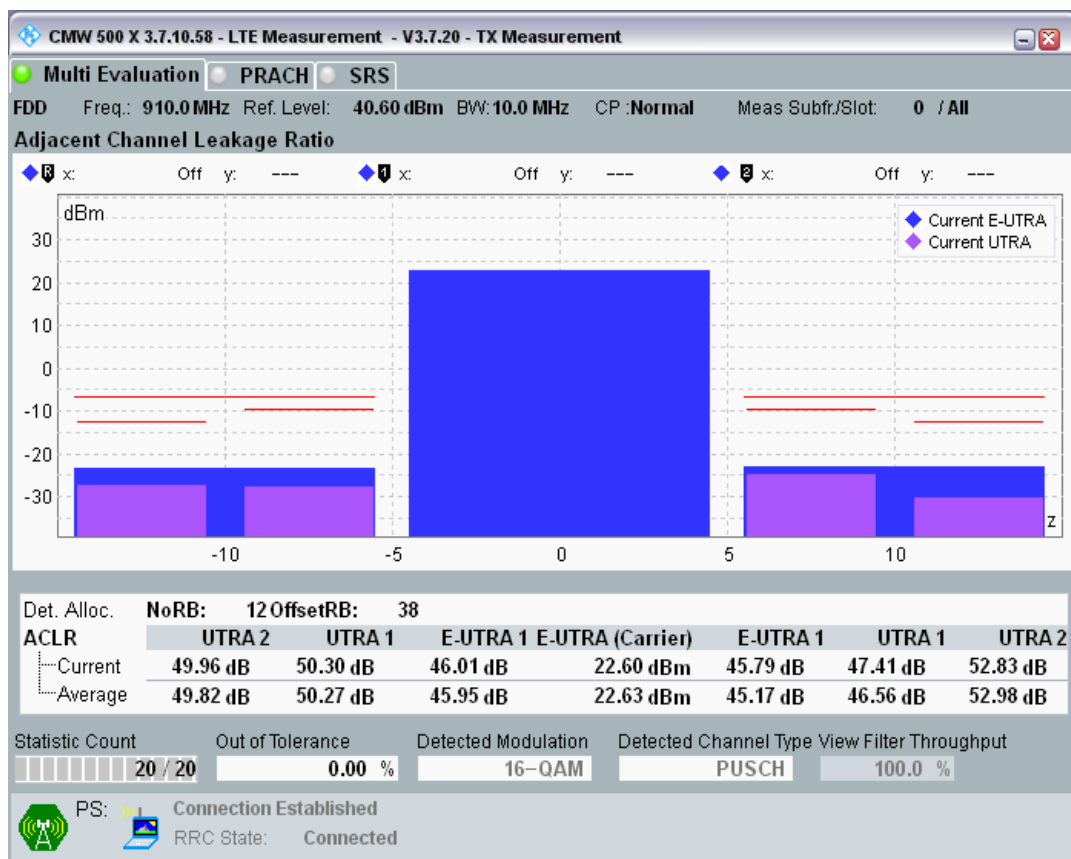 CMW 500 X 3.7.10.58 - LTE Measurement - V3.7.20 - TX Measurement
Multi Evaluation PRACH SRS
FDD Freq.: 910.0 MHz Ref. Level: 40.60 dBm BW: 10.0 MHz CP :Normal Meas Subfr./Slot: 0 / All
Adjacent Channel Leakage Ratio
R x: Off y: --- 1 x: Off y: --- 2 x: Off y: ---
dBm
Current E-UTRA
Current UTRA
30
20
10
0
-10
-20
-30
z
-10 -5 0 5 10
Det. Alloc. NoRB: 12 OffsetRB: 38
ACLR UTRA 2 UTRA 1 E-UTRA 1 E-UTRA (Carrier) E-UTRA 1 UTRA 1 UTRA 2
Current 49.96 dB 50.30 dB 46.01 dB 22.60 dBm 45.79 dB 47.41 dB 52.83 dB
Average 49.82 dB 50.27 dB 45.95 dB 22.63 dBm 45.17 dB 46.56 dB 52.98 dB
Statistic Count Out of Tolerance Detected Modulation Detected Channel Type View Filter Throughput
20 / 20 0.00 % 16-QAM PUSCH 100.0 %
PS: Connection Established
RRC State: Connected